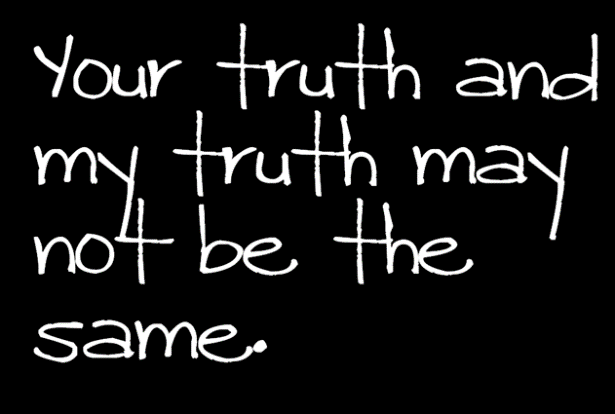 Your truth and
my truth may
not be the
same.